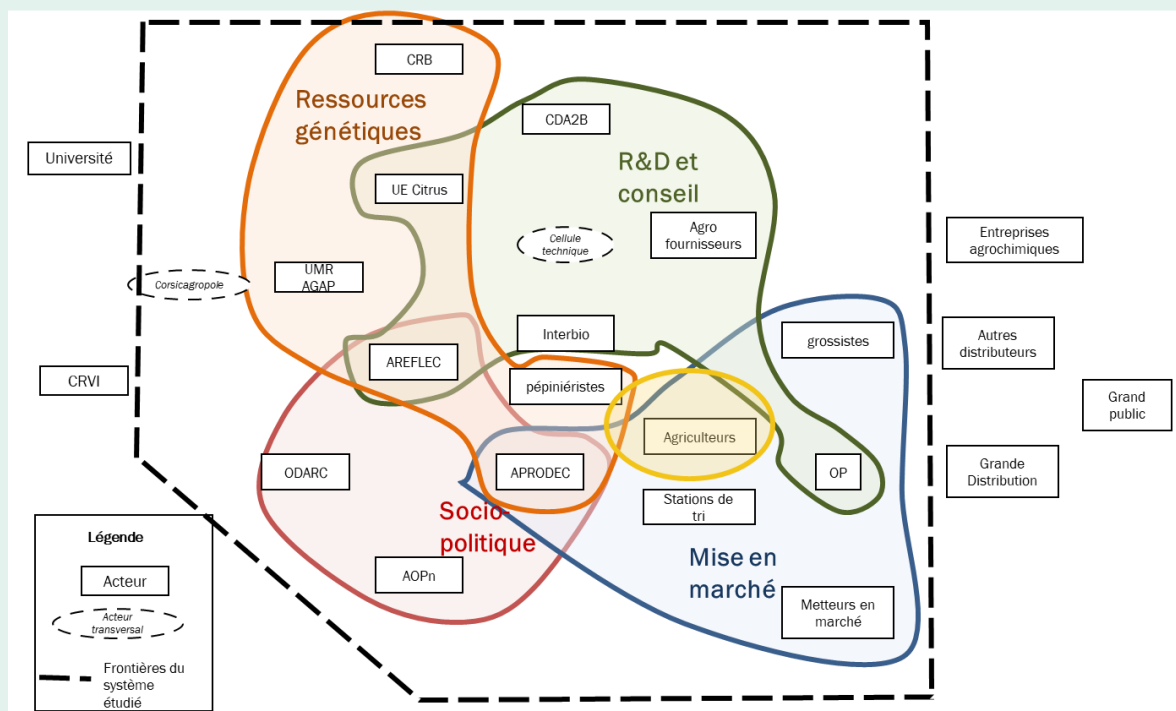 CRB
Ressources
génétiques
CDA2B
Université
R&D et
conseil
UE Citrus
Agro
fournisseurs
Cellule
technique
Entreprises
agrochimiques
UMR
AGAP
Corsicagropole
Interbio
grossistes
Autres
distributeurs
AREFLEC
CRVI
pépiniéristes
Grand
public
Agriculteurs
ODARC
APRODEC
OP
Grande
Distribution
Stations de
tri
Socio-
politique
Mise en
marché
AOPn
Metteurs en
marché
Légende
Acteur
Acteur
transversal
Frontières du
système
étudié